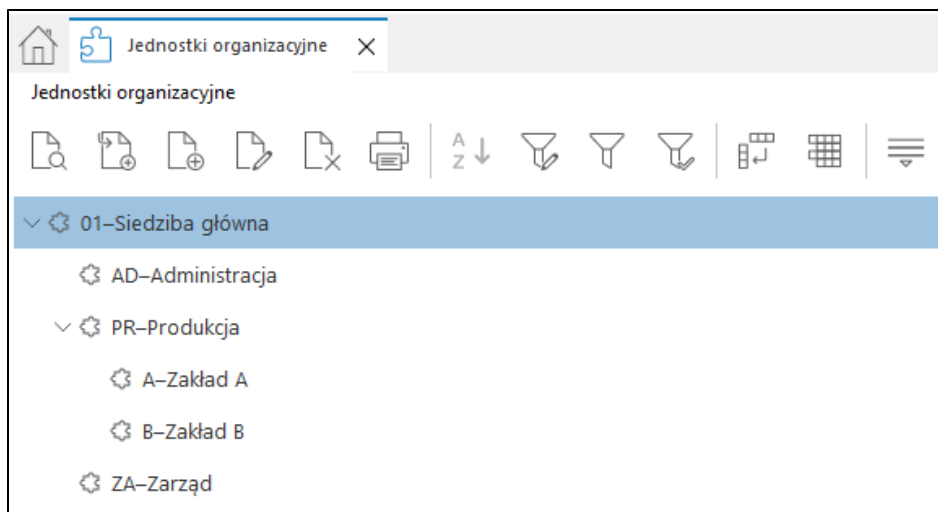 Jednostki organizacyjne
Jednostki organizacyjne
A
Z
01–Siedziba główna
AD–Administracja
PR–Produkcja
A–Zakład A
B–Zakład B
ZA–Zarząd